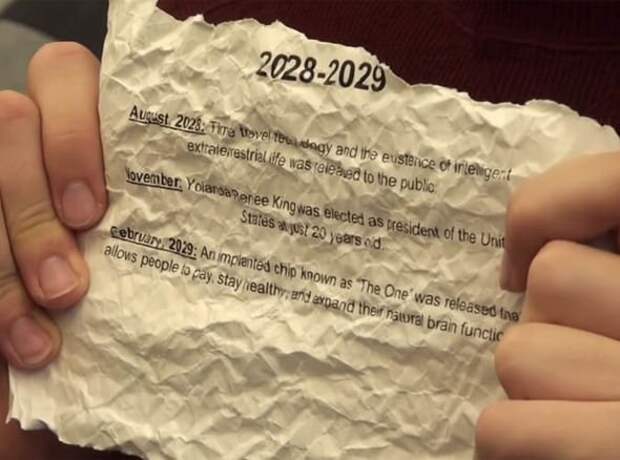 2028-2029
August, 2028: Time travel technology and the existence of intelligent
extraterrestrial life was released to the public.
November: Yolanda Renee King was elected as president of the Unit
States at just 20 years old.
February, 2029: An implanted chip known as "The One" was released that
allows people to pay, stay healthy, and expand their natural brain functio